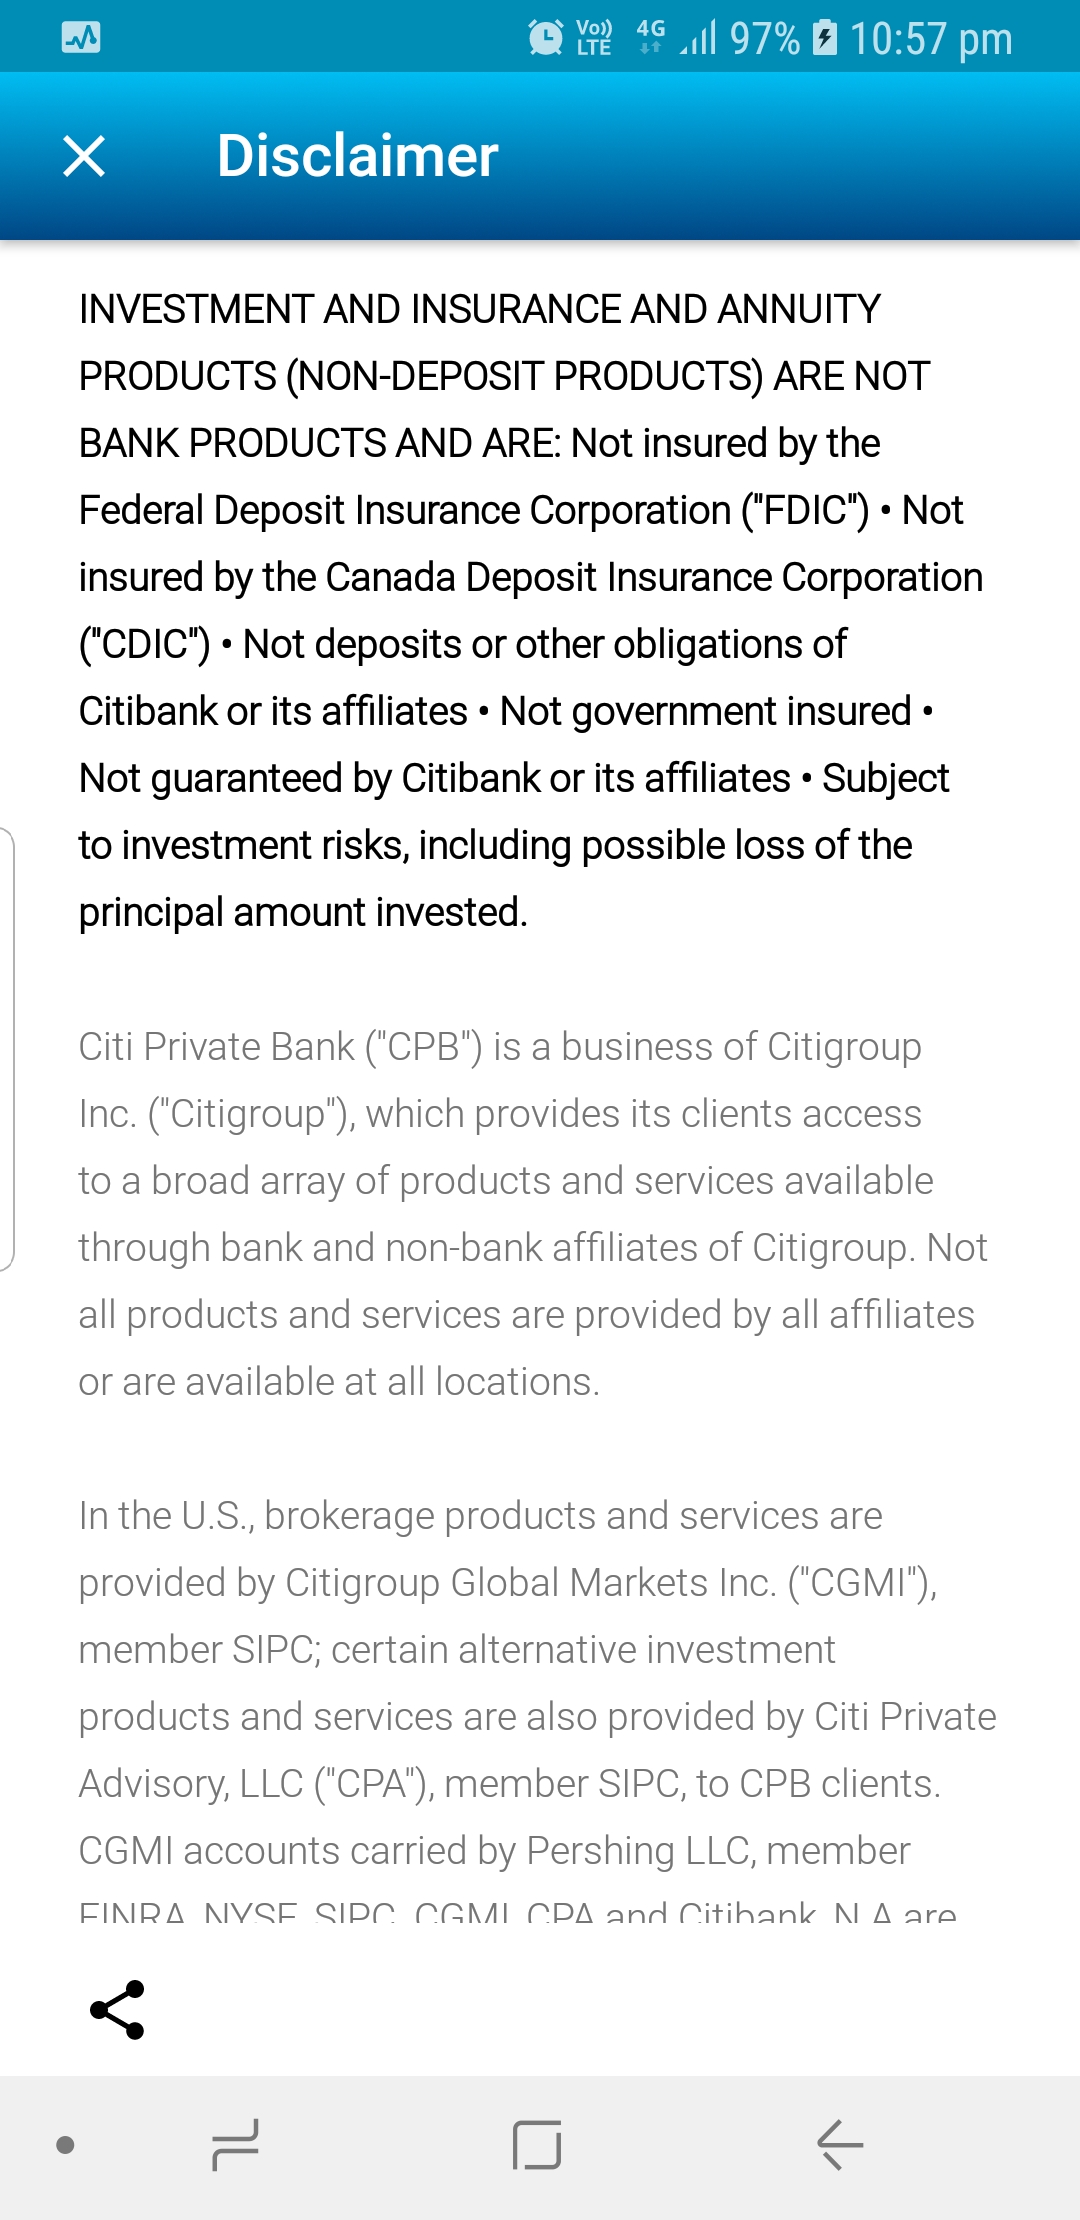 Vo)) LTE 4G 97% 10:57 pm
Disclaimer
INVESTMENT AND INSURANCE AND ANNUITY
PRODUCTS (NON-DEPOSIT PRODUCTS) ARE NOT
BANK PRODUCTS AND ARE: Not insured by the
Federal Deposit Insurance Corporation ("FDIC") • Not
insured by the Canada Deposit Insurance Corporation
("CDIC") • Not deposits or other obligations of
Citibank or its affiliates • Not government insured •
Not guaranteed by Citibank or its affiliates • Subject
to investment risks, including possible loss of the
principal amount invested.
Citi Private Bank ("CPB") is a business of Citigroup
Inc. ("Citigroup"), which provides its clients access
to a broad array of products and services available
through bank and non-bank affiliates of Citigroup. Not
all products and services are provided by all affiliates
or are available at all locations.
In the U.S., brokerage products and services are
provided by Citigroup Global Markets Inc. ("CGMI"),
member SIPC; certain alternative investment
products and services are also provided by Citi Private
Advisory, LLC ("CPA"), member SIPC, to CPB clients.
CGMI accounts carried by Pershing LLC, member
FINRA, NYSE, SIPC. CGMI, CPA and Citibank, N.A are